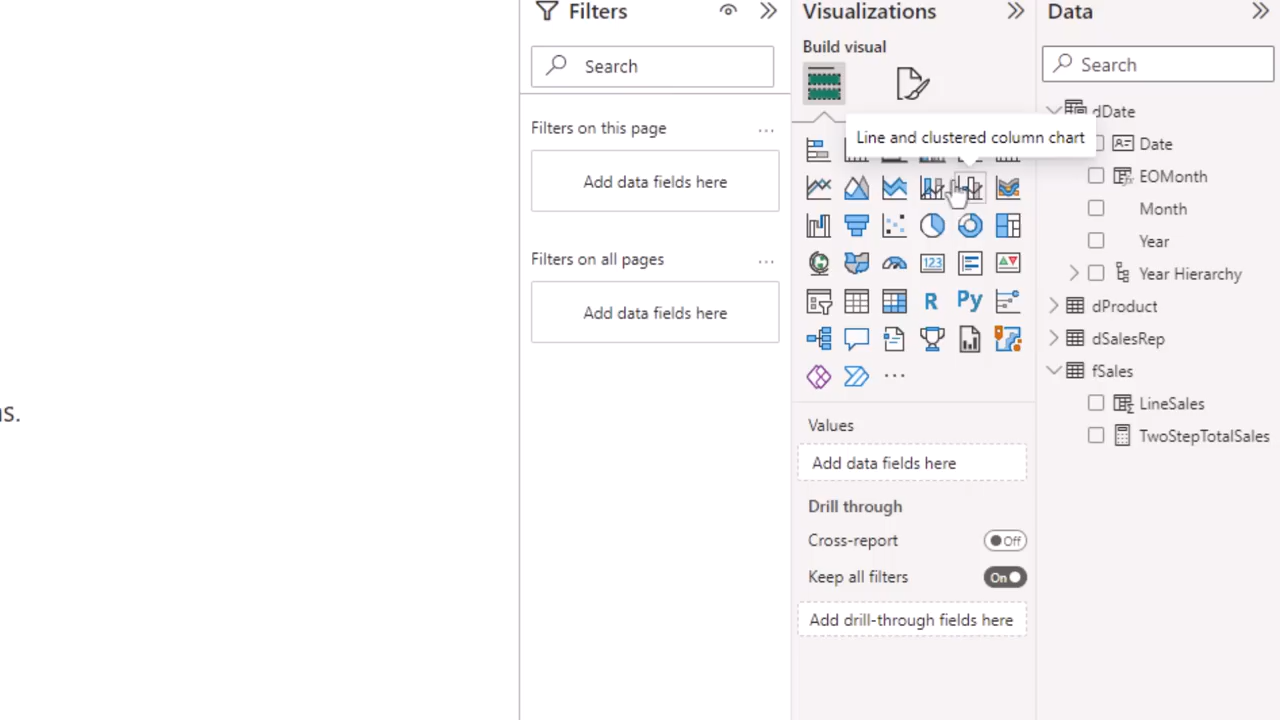 Filters
Search
Filters on this page
...
Add data fields here
Filters on all pages
...
Add data fields here
s.
Visualizations
Build visual
Line and clustered column chart
123
R
Py
...
Values
Add data fields here
Drill through
Cross-report
Off
Keep all filters
On
Add drill-through fields here
Data
Search
dDate
Date
EOMonth
Month
Year
Year Hierarchy
dProduct
dSalesRep
fSales
LineSales
TwoStepTotalSales